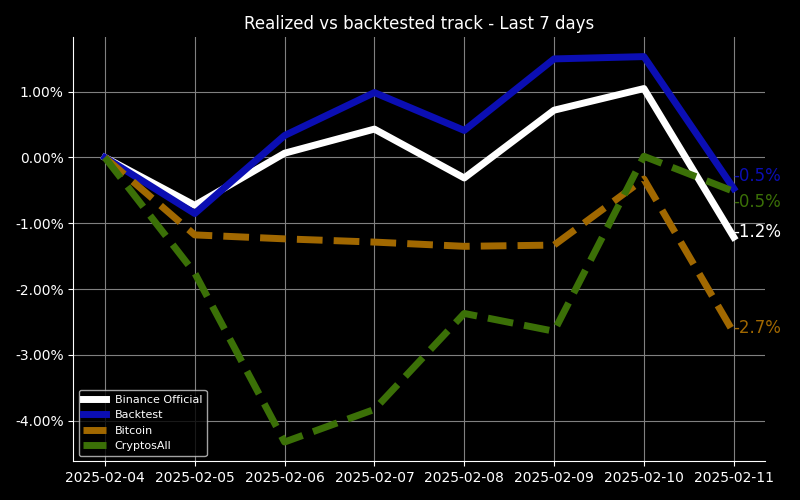 Realized vs backtested track - Last 7 days
1.00%
0.00%
-1.00%
-2.00%
-3.00%
-4.00%
-0.5%
-0.5%
-1.2%
-2.7%
Binance Official
Backtest
Bitcoin
CryptosAll
2025-02-04 2025-02-05 2025-02-06 2025-02-07 2025-02-08 2025-02-09 2025-02-10 2025-02-11